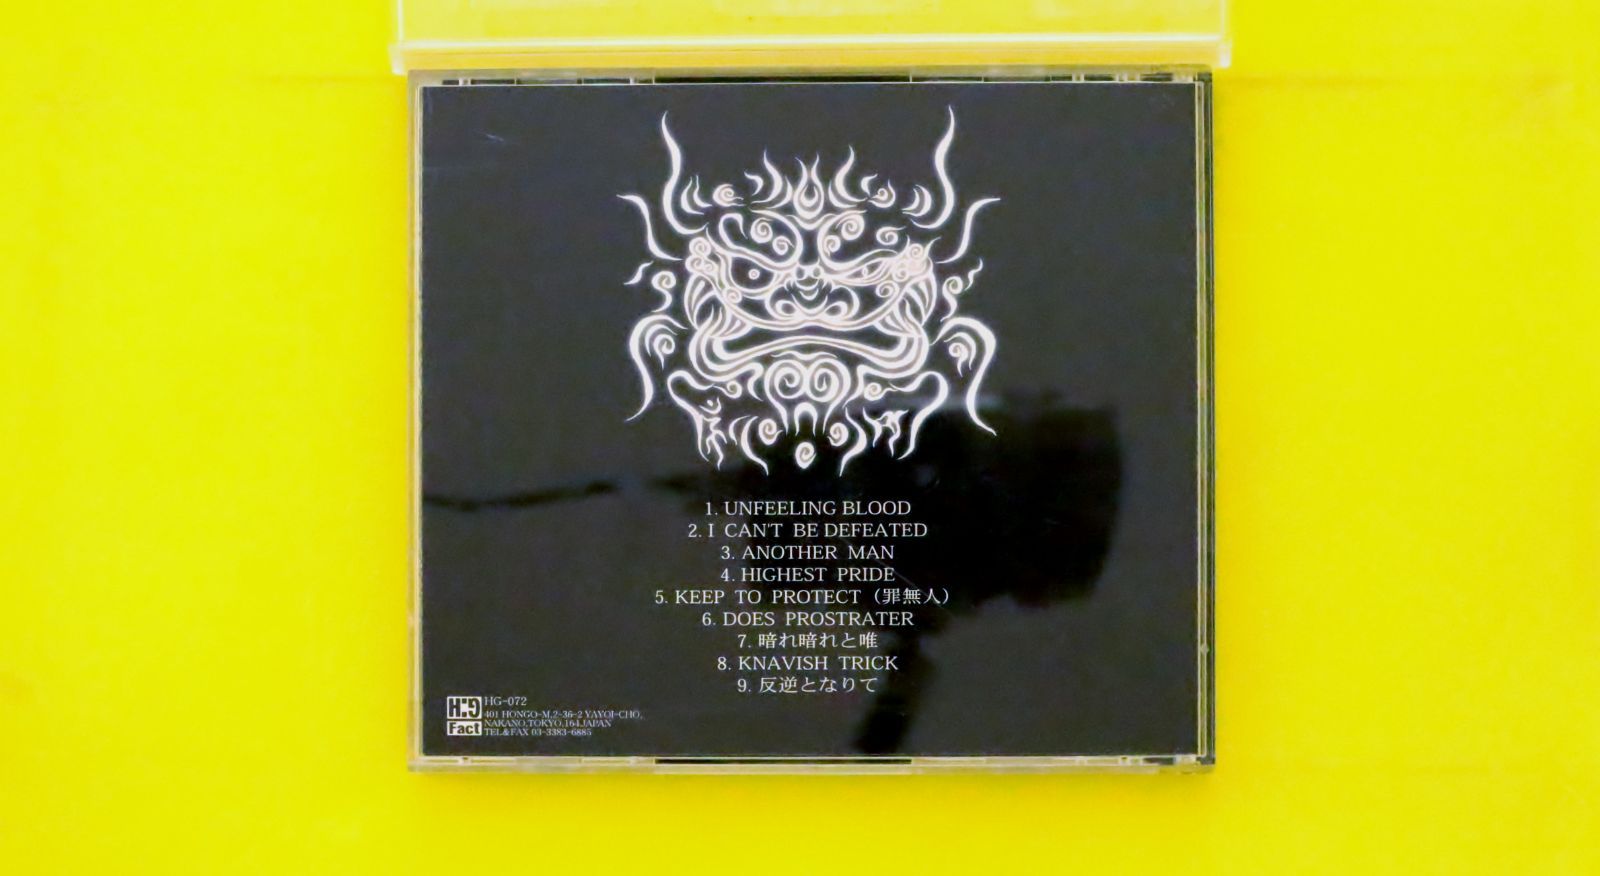 1. UNFEELING BLOOD
2. I CAN'T BE DEFEATED
3. ANOTHER MAN
4. HIGHEST PRIDE
5. KEEP TO PROTECT (罪無人)
6. DOES PROSTRATER
7. 暗れ暗れと唯
8. KNAVISH TRICK
9. 反逆となりて
H:G Fact
HG-072
401 HONGO-M,2-36-2 YAYOI-CHO,
NAKANO,TOKYO,164,JAPAN
TEL&FAX 03-3383-6885